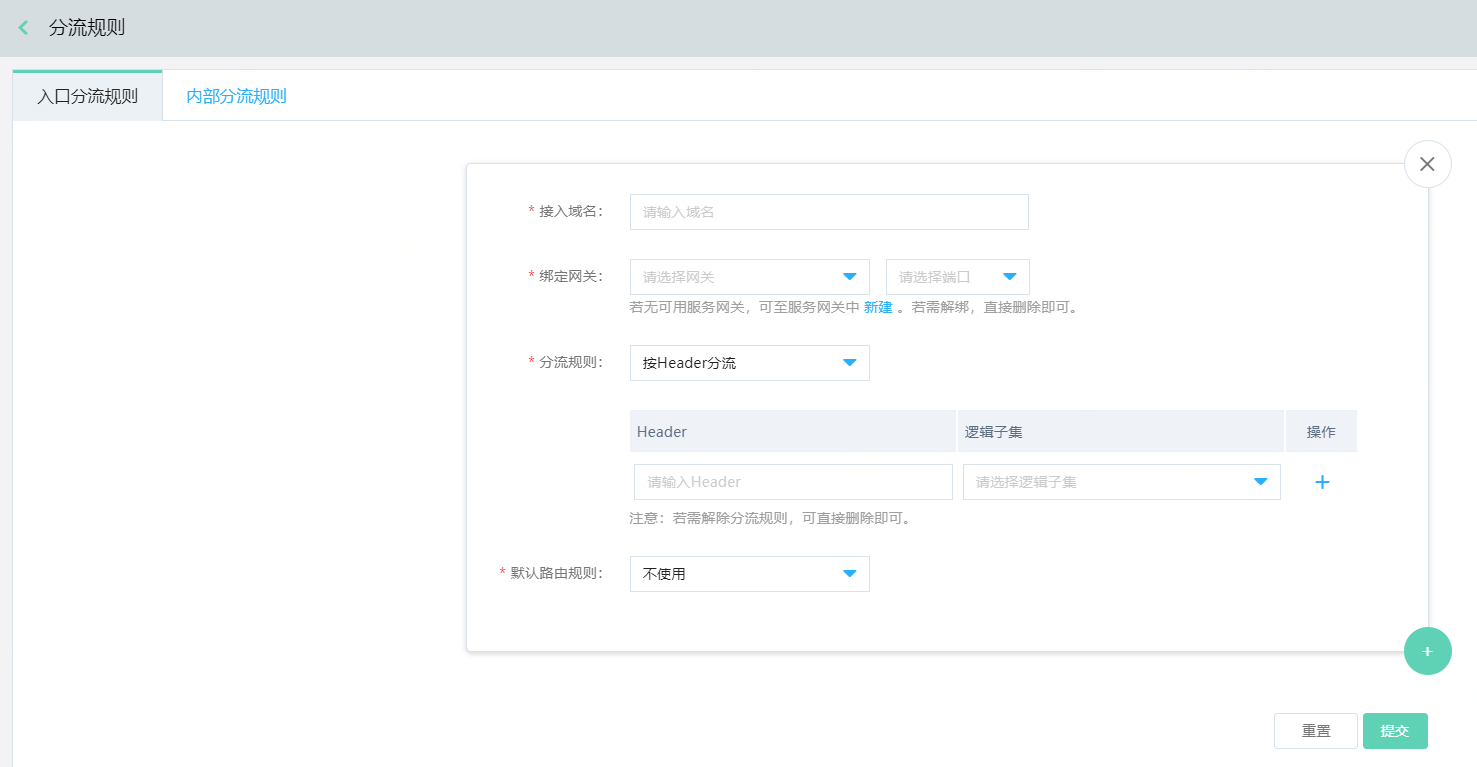 分流规则
入口分流规则 内部分流规则
* 接入域名： 请输入域名
* 绑定网关： 请选择网关 请选择端口
若无可用服务网关，可至服务网关中 新建 。若需解绑，直接删除即可。
* 分流规则： 按Header分流
Header 逻辑子集 操作
请输入Header 请选择逻辑子集 +
注意：若需解除分流规则，可直接删除即可。
* 默认路由规则： 不使用
+
重置 提交